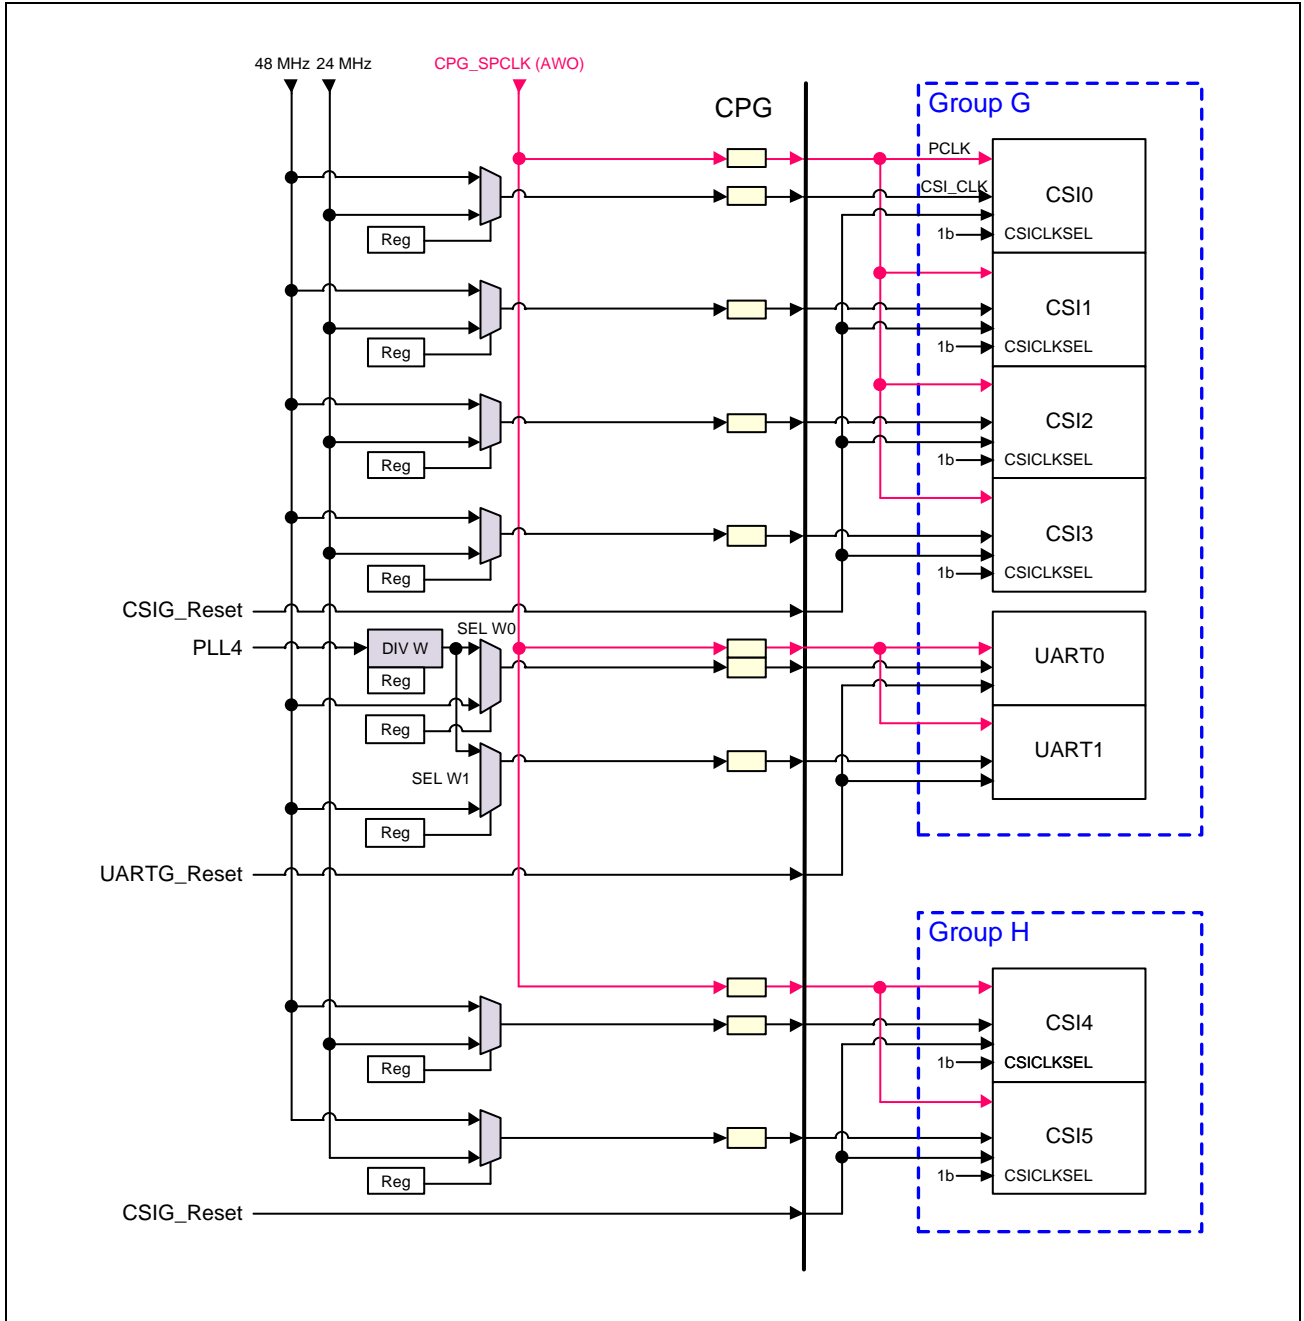 48 MHz 24 MHz CPG_SPCLK (AWO)
CPG
Group G
PCLK
CSI_CLK
CSI0
Reg
1b CSICLKSEL
CSI1
Reg
1b CSICLKSEL
CSI2
Reg
1b CSICLKSEL
CSI3
Reg
1b CSICLKSEL
CSIG_Reset
SEL W0
PLL4
DIV W
Reg
UART0
Reg
UART1
SEL W1
Reg
UARTG_Reset
Group H
CSI4
Reg
1b CSICLKSEL
CSI5
Reg
1b CSICLKSEL
CSIG_Reset